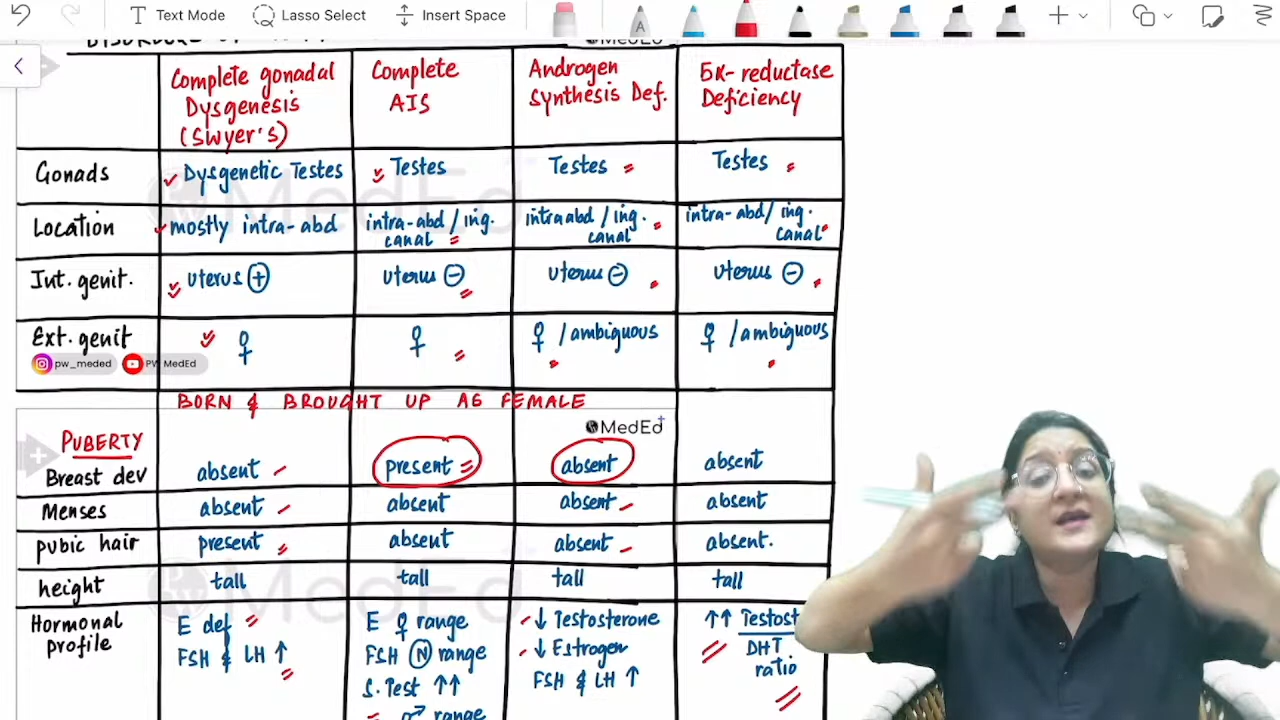 Text Mode
Lasso Select
Insert Space
A
MedEd
Complete gonadal
Dysgenesis
(Swyer's)
Complete
AIS
Androgen
Synthesis Def.
5α-reductase
Deficiency
Gonads
Dysgenetic Testes
Testes
Testes
Testes
Location
mostly intra-abd
intra-abd / ing.
canal
intraabd / ing.
canal
intra-abd / ing.
canal
Int. genit.
uterus ⊕
uterus ⊖
uterus ⊖
uterus ⊖
Ext. genit
♀
♀
♀ / ambiguous
♀ / ambiguous
pw_meded
PW MedEd
BORN & BROUGHT UP AS FEMALE
MedEd
PUBERTY
Breast dev
absent
present
absent
absent
Menses
absent
absent
absent
absent
pubic hair
present
absent
absent
absent.
height
tall
tall
tall
tall
Hormonal
profile
E def
FSH & LH ↑
E ♀ range
FSH Ⓝ range
S. Test ↑↑
♂ range
↓ Testosterone
↓ Estrogen
FSH & LH ↑
↑↑
DHT
ratio
MedEd
MedEd